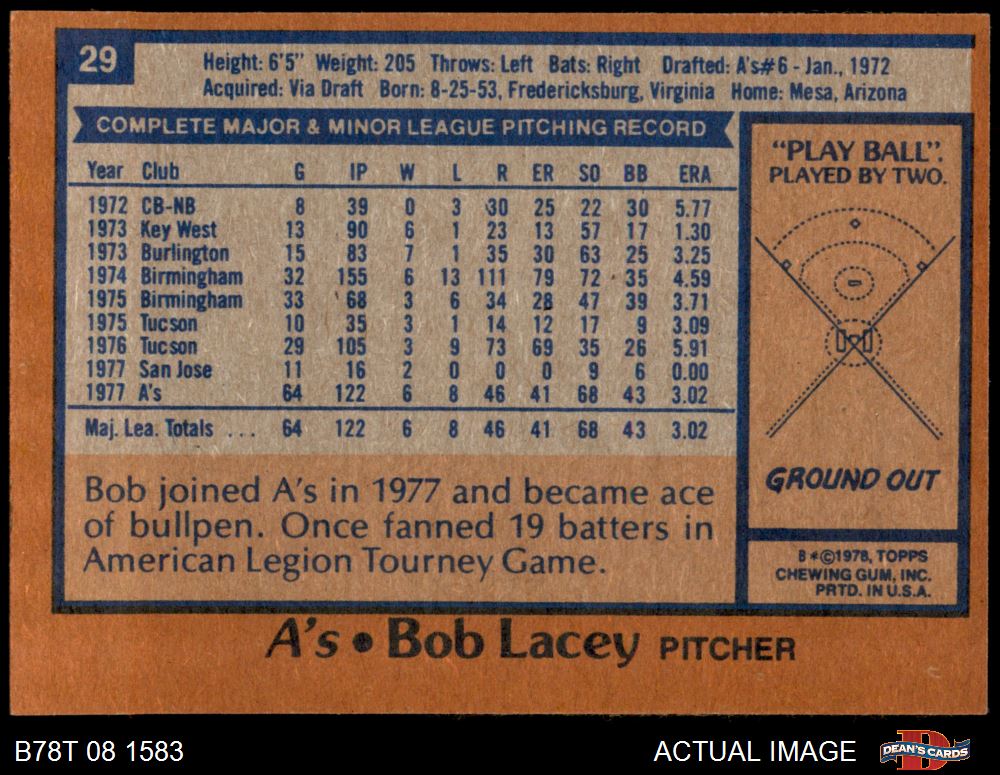 29
Height: 6'5" Weight: 205 Throws: Left Bats: Right Drafted: A's#6 - Jan., 1972
Acquired: Via Draft Born: 8-25-53, Fredericksburg, Virginia Home: Mesa, Arizona
COMPLETE MAJOR & MINOR LEAGUE PITCHING RECORD
Year Club G IP W L R ER SO BB ERA
1972 CB-NB 8 39 0 3 30 25 22 30 5.77
1973 Key West 13 90 6 1 23 13 57 17 1.30
1973 Burlington 15 83 7 1 35 30 63 25 3.25
1974 Birmingham 32 155 6 13 111 79 72 35 4.59
1975 Birmingham 33 68 3 6 34 28 47 39 3.71
1975 Tucson 10 35 3 1 14 12 17 9 3.09
1976 Tucson 29 105 3 9 73 69 35 26 5.91
1977 San Jose 11 16 2 0 0 0 9 6 0.00
1977 A's 64 122 6 8 46 41 68 43 3.02
Maj. Lea. Totals ... 64 122 6 8 46 41 68 43 3.02
Bob joined A's in 1977 and became ace
of bullpen. Once fanned 19 batters in
American Legion Tourney Game.
"PLAY BALL".
PLAYED BY TWO.
GROUND OUT
B*©1978, TOPPS
CHEWING GUM, INC.
PRTD. IN U.S.A.
A's • Bob Lacey PITCHER
B78T 08 1583
ACTUAL IMAGE
D
DEAN'S CARDS